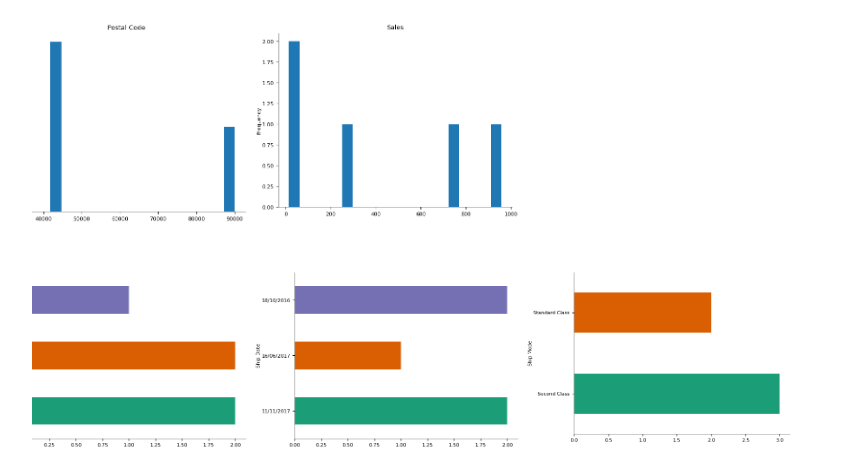 Postal Code
Sales
2.00
1.75
1.50
1.25
1.00
0.75
0.50
0.25
0.00
Frequency
40000 50000 60000 70000 80000 90000
0 200 400 600 800 1000
18/10/2016
16/06/2017
11/11/2017
Ship Date
Standard Class
Second Class
Ship Mode
0.25 0.50 0.75 1.00 1.25 1.50 1.75 2.00
0.00 0.25 0.50 0.75 1.00 1.25 1.50 1.75 2.00
0.0 0.5 1.0 1.5 2.0 2.5 3.0